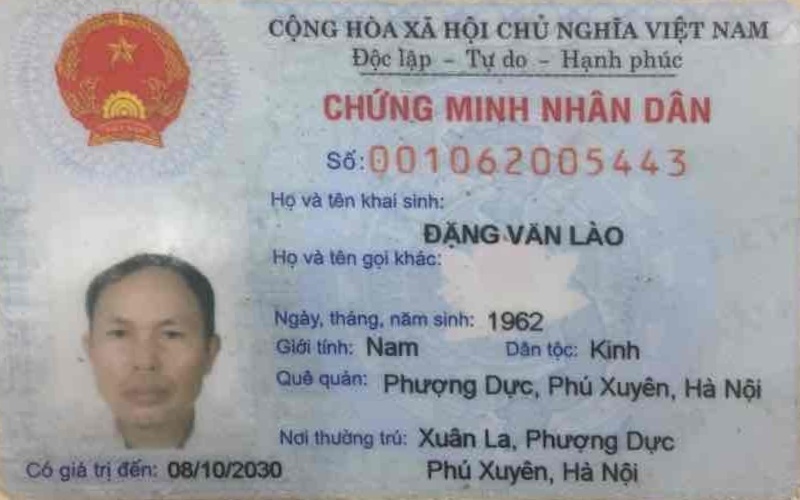 CỘNG HÒA XÃ HỘI CHỦ NGHĨA VIỆT NAM
Độc lập - Tự do - Hạnh phúc
CHỨNG MINH NHÂN DÂN
Số: 001062005443
Họ và tên khai sinh:
ĐẶNG VĂN LÀO
Họ và tên gọi khác:
Ngày, tháng, năm sinh: 1962
Giới tính: Nam Dân tộc: Kinh
Quê quán: Phượng Dực, Phú Xuyên, Hà Nội
Nơi thường trú: Xuân La, Phượng Dực
Phú Xuyên, Hà Nội
Có giá trị đến: 08/10/2030